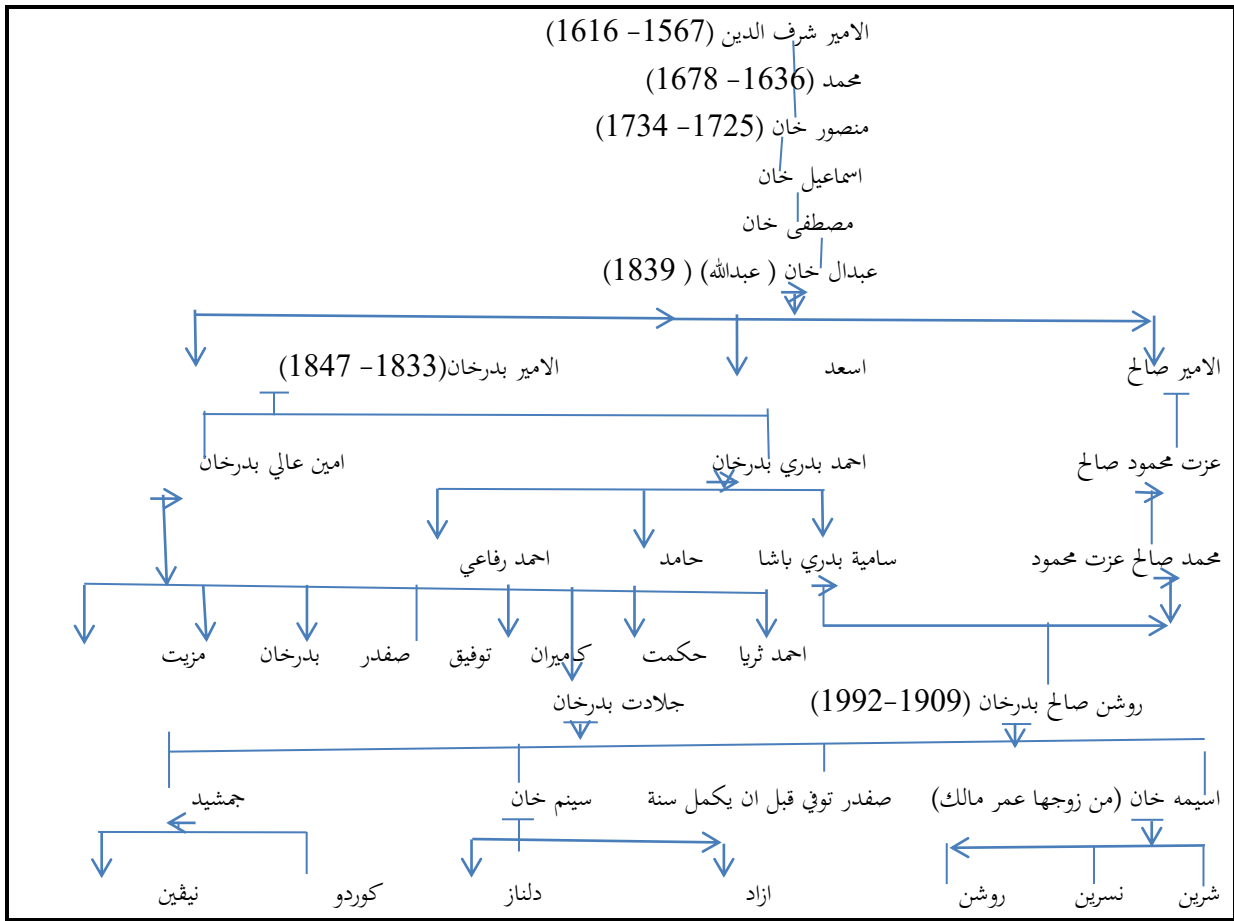 الامير شرف الدين (1567 – 1616)
محمد (1636 – 1678)
منصور خان (1725 – 1734)
اسماعيل خان
مصطفى خان
عبدال خان ( عبدالله) ( 1839)
الامير صالح اسعد الامير بدرخان(1833 – 1847)
عزت محمود صالح احمد بدري بدرخان امين عالي بدرخان
محمد صالح عزت محمود سامية بدري باشا حامد احمد رفاعي
احمد ثريا حكمت كاميران توفيق صفدر بدرخان مزيت
روشن صالح بدرخان (1909–1992) جلادت بدرخان
اسيمه خان (من زوجها عمر مالك) صفدر توفي قبل ان يكمل سنة سينم خان جمشيد
شرين نسرين روشن ازاد دلناز كوردو نيڤين